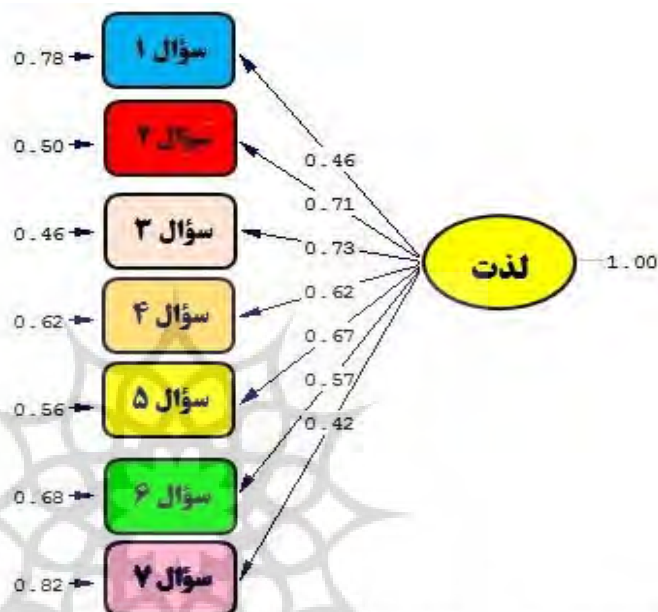 0.78
سؤال ۱
0.46
0.50
سؤال ۲
0.71
0.46
سؤال ۳
0.73
لذت
1.00
0.62
سؤال ۴
0.62
0.67
0.56
سؤال ۵
0.57
0.42
0.68
سؤال ۶
0.82
سؤال ۷